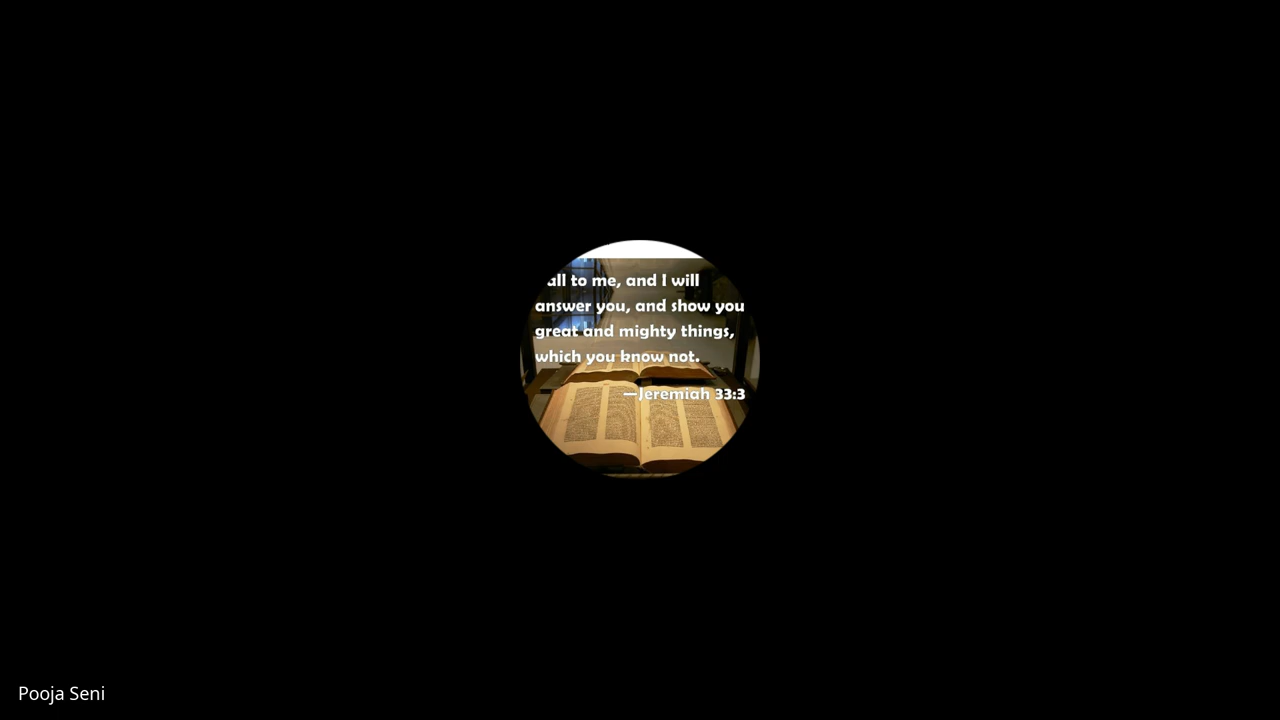 all to me, and I will
answer you, and show you
great and mighty things,
which you know not.
—Jeremiah 33:3
Pooja Seni